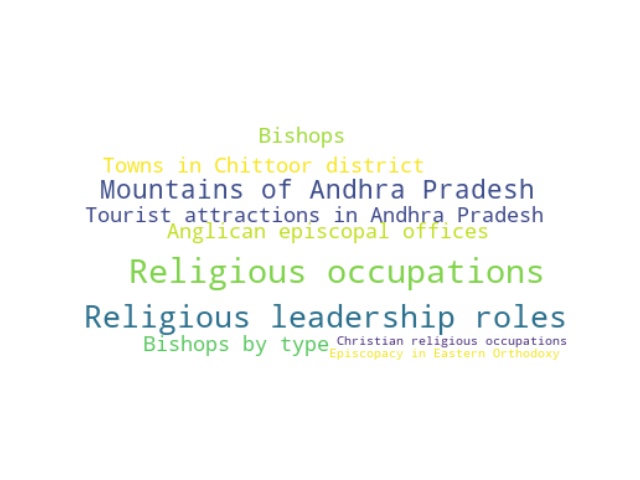 Bishops
Towns in Chittoor district
Mountains of Andhra Pradesh
Tourist attractions in Andhra Pradesh
Anglican episcopal offices
Religious occupations
Religious leadership roles
Bishops by type
Christian religious occupations
Episcopacy in Eastern Orthodoxy